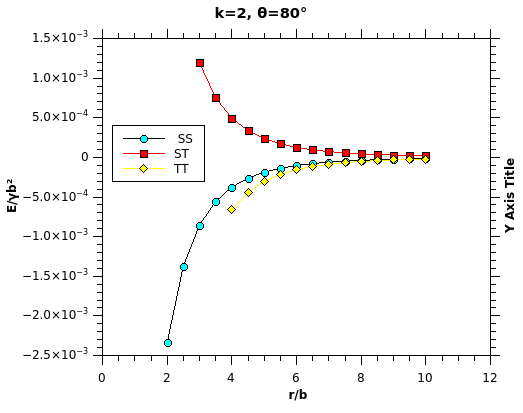 k=2, θ=80°
1.5×10⁻³
1.0×10⁻³
5.0×10⁻⁴
0
−5.0×10⁻⁴
−1.0×10⁻³
−1.5×10⁻³
−2.0×10⁻³
−2.5×10⁻³
E/γb²
SS
ST
TT
Y Axis Title
0 2 4 6 8 10 12
r/b